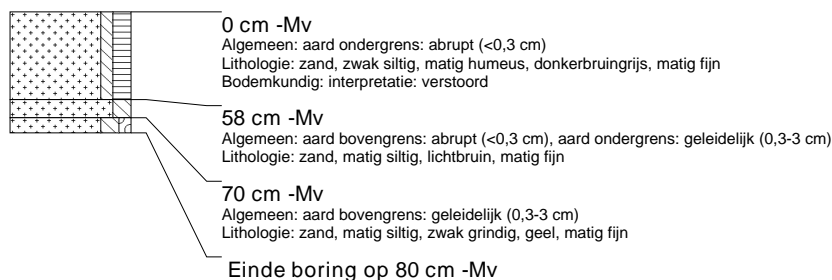 0 cm -Mv
Algemeen: aard ondergrens: abrupt (<0,3 cm)
Lithologie: zand, zwak siltig, matig humeus, donkerbruingrijs, matig fijn
Bodemkundig: interpretatie: verstoord
58 cm -Mv
Algemeen: aard bovengrens: abrupt (<0,3 cm), aard ondergrens: geleidelijk (0,3-3 cm)
Lithologie: zand, matig siltig, lichtbruin, matig fijn
70 cm -Mv
Algemeen: aard bovengrens: geleidelijk (0,3-3 cm)
Lithologie: zand, matig siltig, zwak grindig, geel, matig fijn
Einde boring op 80 cm -Mv